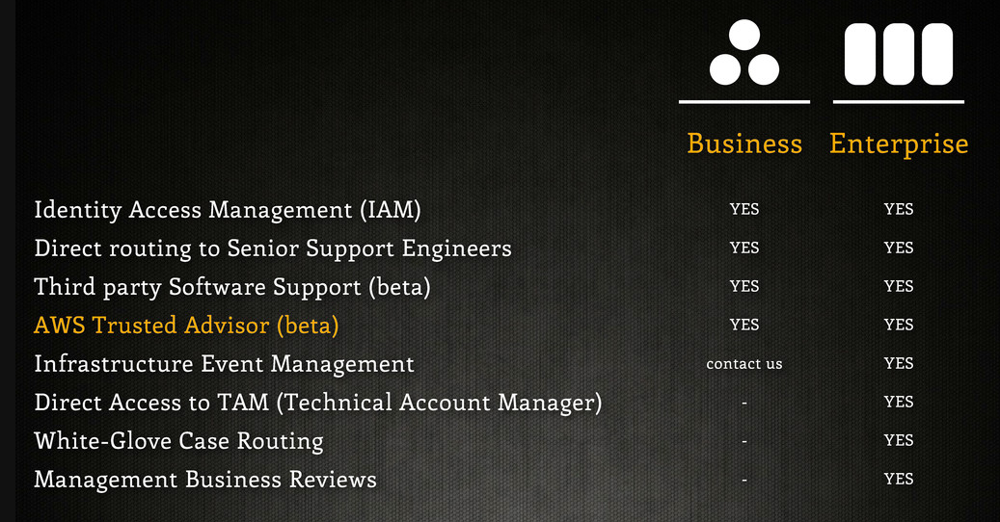 Business Enterprise
Identity Access Management (IAM) YES YES
Direct routing to Senior Support Engineers YES YES
Third party Software Support (beta) YES YES
AWS Trusted Advisor (beta) YES YES
Infrastructure Event Management contact us YES
Direct Access to TAM (Technical Account Manager) - YES
White-Glove Case Routing - YES
Management Business Reviews - YES